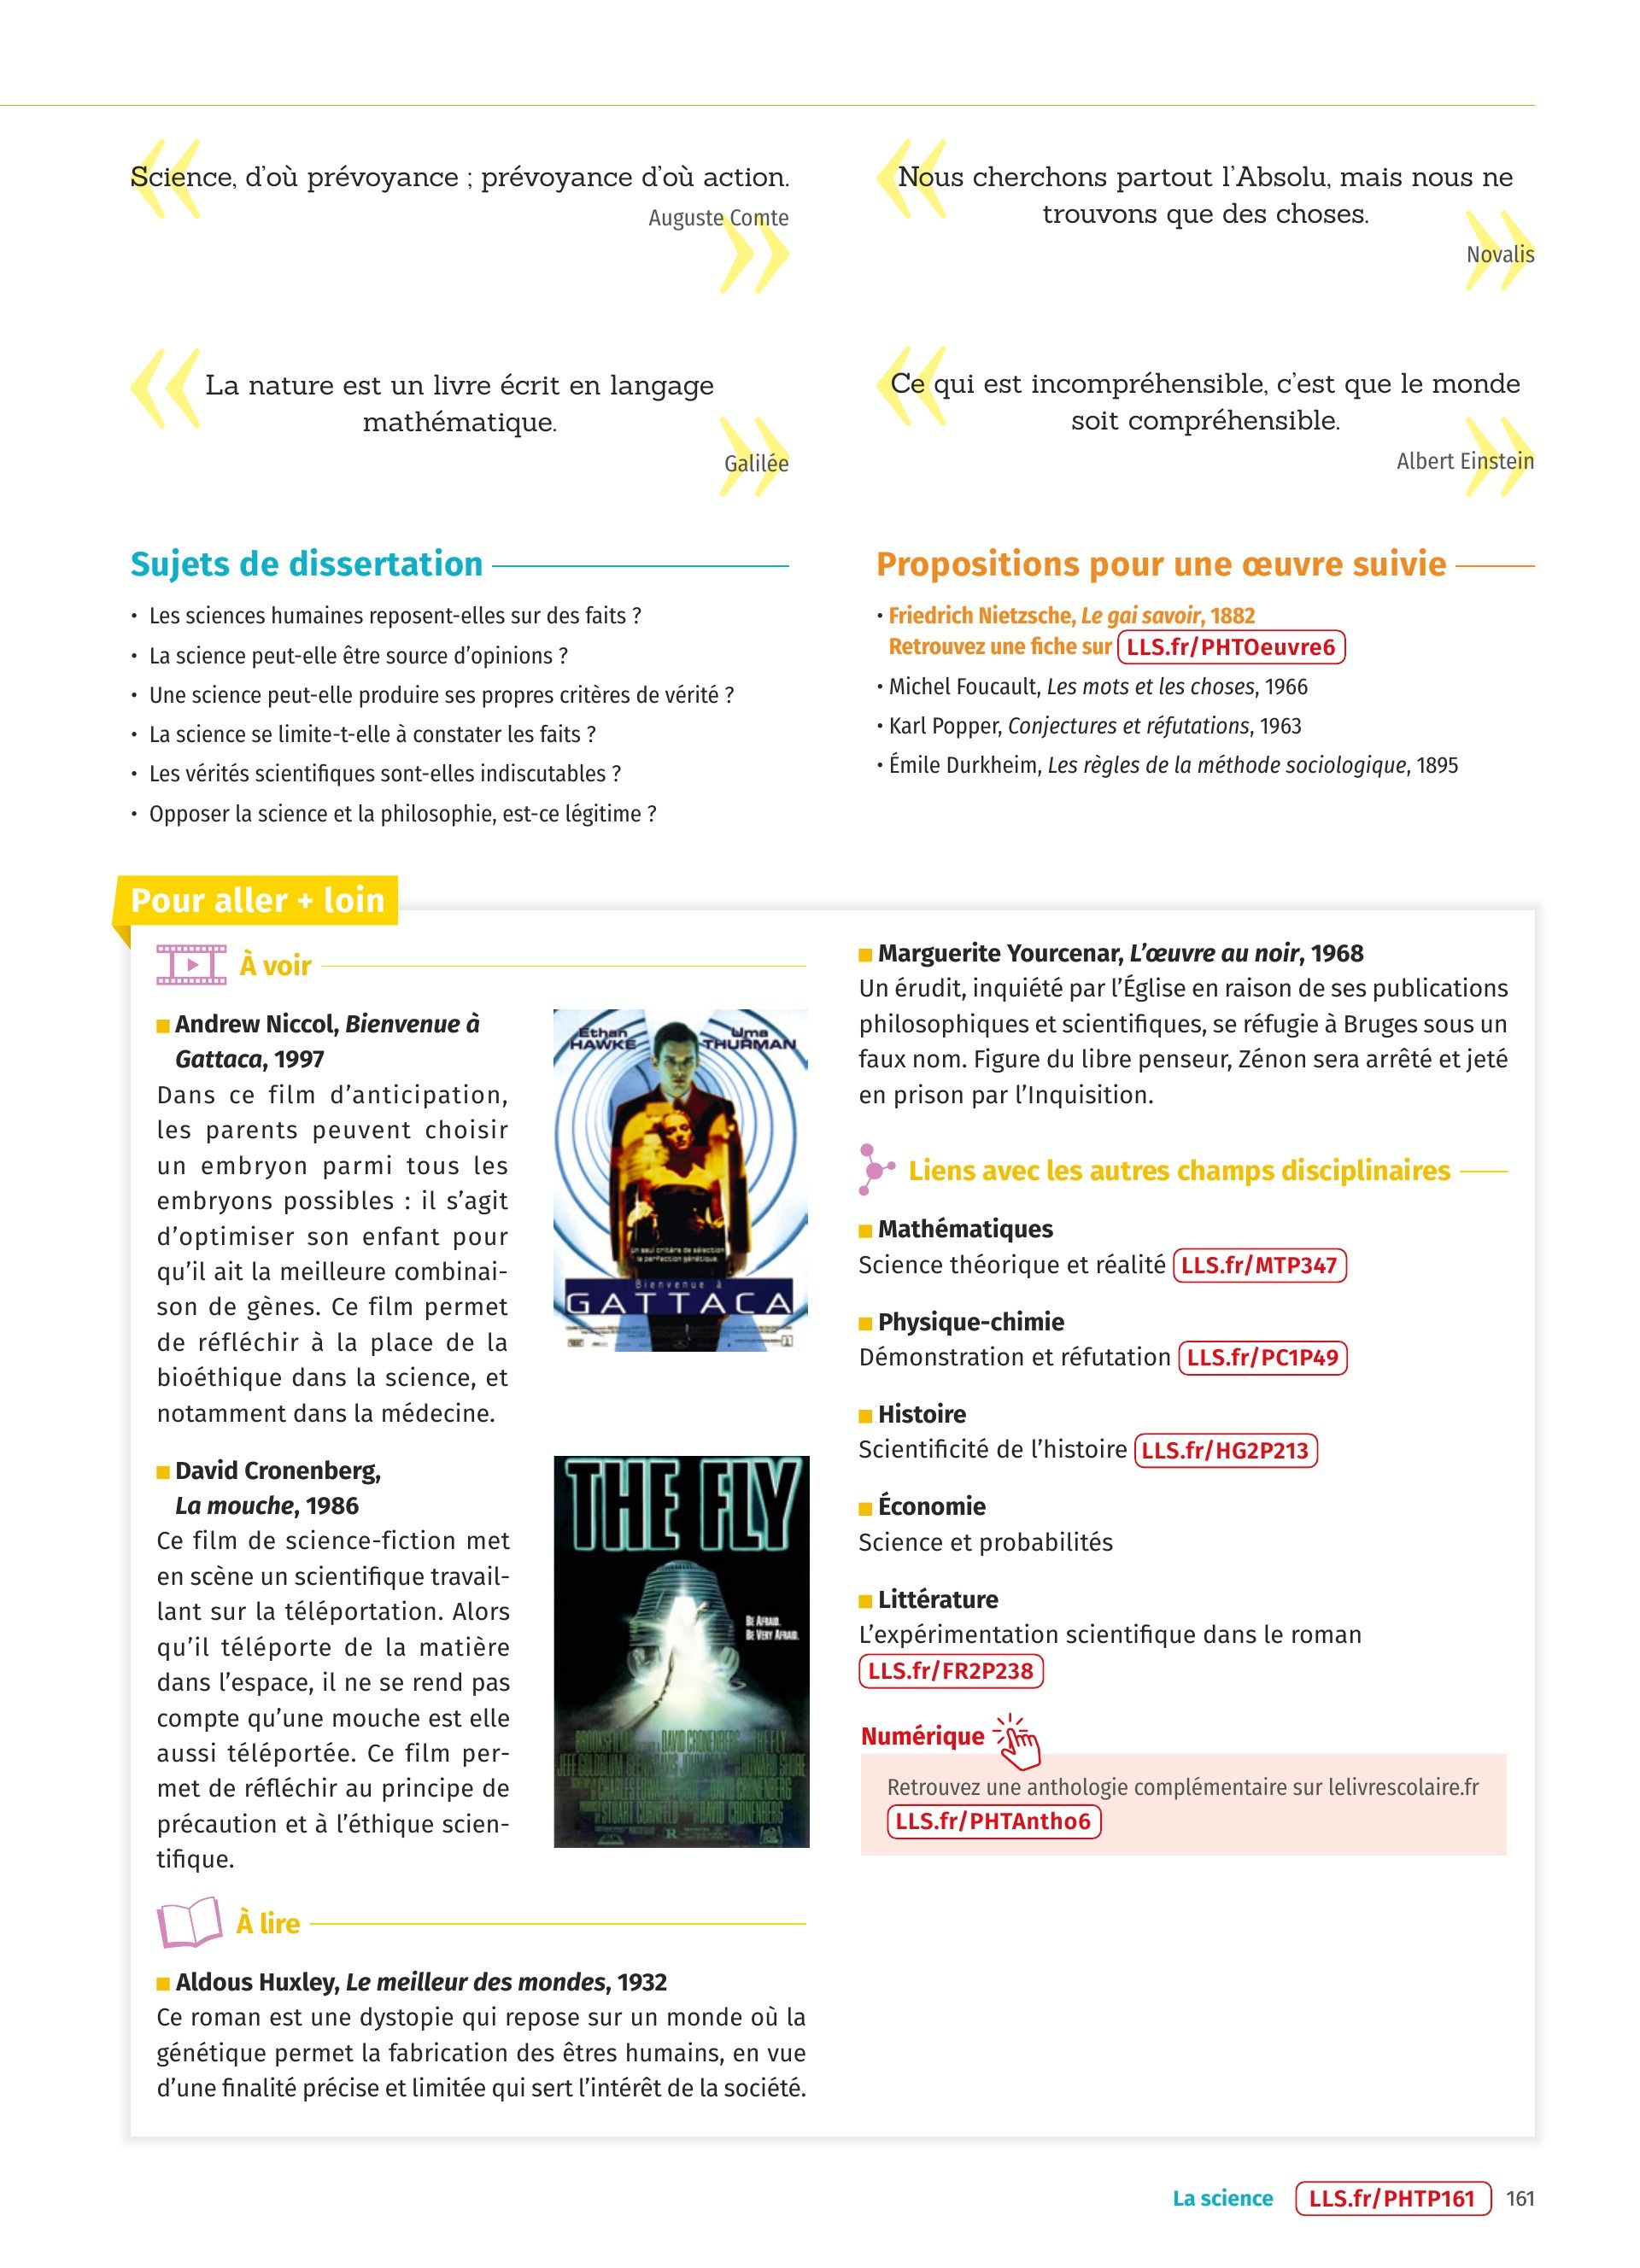 Science, d’où prévoyance ; prévoyance d’où action.
Auguste Comte
Nous cherchons partout l’Absolu, mais nous ne
trouvons que des choses.
Novalis
La nature est un livre écrit en langage
mathématique.
Galilée
Ce qui est incompréhensible, c’est que le monde
soit compréhensible.
Albert Einstein
Sujets de dissertation
• Les sciences humaines reposent-elles sur des faits ?
• La science peut-elle être source d’opinions ?
• Une science peut-elle produire ses propres critères de vérité ?
• La science se limite-t-elle à constater les faits ?
• Les vérités scientifiques sont-elles indiscutables ?
• Opposer la science et la philosophie, est-ce légitime ?
Propositions pour une œuvre suivie
• Friedrich Nietzsche, Le gai savoir, 1882
Retrouvez une fiche sur LLS.fr/PHTOeuvre6
• Michel Foucault, Les mots et les choses, 1966
• Karl Popper, Conjectures et réfutations, 1963
• Émile Durkheim, Les règles de la méthode sociologique, 1895
Pour aller + loin
À voir
Andrew Niccol, Bienvenue à
Gattaca, 1997
Dans ce film d’anticipation,
les parents peuvent choisir
un embryon parmi tous les
embryons possibles : il s’agit
d’optimiser son enfant pour
qu’il ait la meilleure combinai-
son de gènes. Ce film permet
de réfléchir à la place de la
bioéthique dans la science, et
notamment dans la médecine.
Ethan HAWKE
Uma THURMAN
un seul critère de sélection
la perfection génétique.
Bienvenue à
GATTACA
David Cronenberg,
La mouche, 1986
Ce film de science-fiction met
en scène un scientifique travail-
lant sur la téléportation. Alors
qu’il téléporte de la matière
dans l’espace, il ne se rend pas
compte qu’une mouche est elle
aussi téléportée. Ce film per-
met de réfléchir au principe de
précaution et à l’éthique scien-
tifique.
THE FLY
BE AFRAID.
BE VERY AFRAID.
À lire
Aldous Huxley, Le meilleur des mondes, 1932
Ce roman est une dystopie qui repose sur un monde où la
génétique permet la fabrication des êtres humains, en vue
d’une finalité précise et limitée qui sert l’intérêt de la société.
Marguerite Yourcenar, L’œuvre au noir, 1968
Un érudit, inquiété par l’Église en raison de ses publications
philosophiques et scientifiques, se réfugie à Bruges sous un
faux nom. Figure du libre penseur, Zénon sera arrêté et jeté
en prison par l’Inquisition.
Liens avec les autres champs disciplinaires
Mathématiques
Science théorique et réalité LLS.fr/MTP347
Physique-chimie
Démonstration et réfutation LLS.fr/PC1P49
Histoire
Scientificité de l’histoire LLS.fr/HG2P213
Économie
Science et probabilités
Littérature
L’expérimentation scientifique dans le roman
LLS.fr/FR2P238
Numérique
Retrouvez une anthologie complémentaire sur lelivrescolaire.fr
LLS.fr/PHTAntho6
La science LLS.fr/PHTP161 161